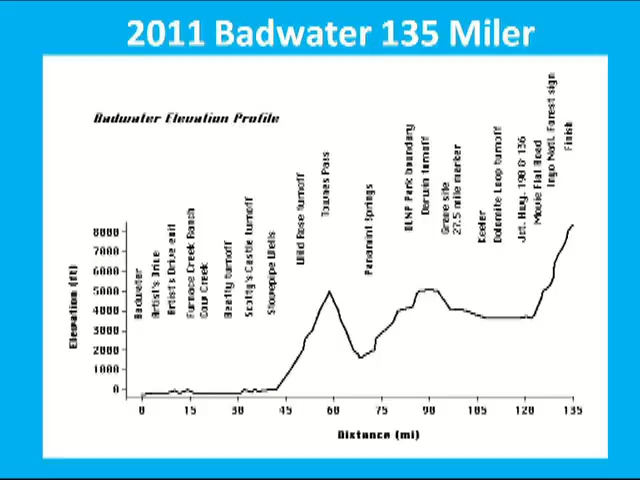 2011 Badwater 135 Miler
Badwater Elevation Profile
Badwater
Artist's Drive
Artist's Drive exit
Furnace Creek Ranch
Cow Creek
Beatty turnoff
Scotty's Castle turnoff
Stovepipe Wells
Wild Rose turnoff
Townes Pass
Panamint Springs
DVNP Park boundary
Darwin turnoff
Grave site
27.5 mile marker
Keeler
Dolomite Loop turnoff
Jct. Hwy. 190 & 136
Movie Flat Road
Inyo Natl. Forest sign
Finish
Elevation (ft)
8000
7000
6000
5000
4000
3000
2000
1000
0
0 15 30 45 60 75 90 105 120 135
Distance (mi)